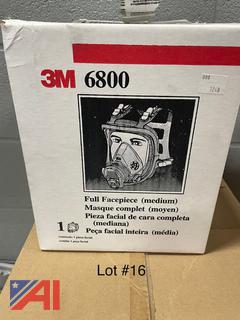 3M 6800
Full Facepiece (medium)
Masque complet (moyen)
Pieza facial de cara completa
(mediana)
Peça facial inteira (média)
1
Lot #16
AI